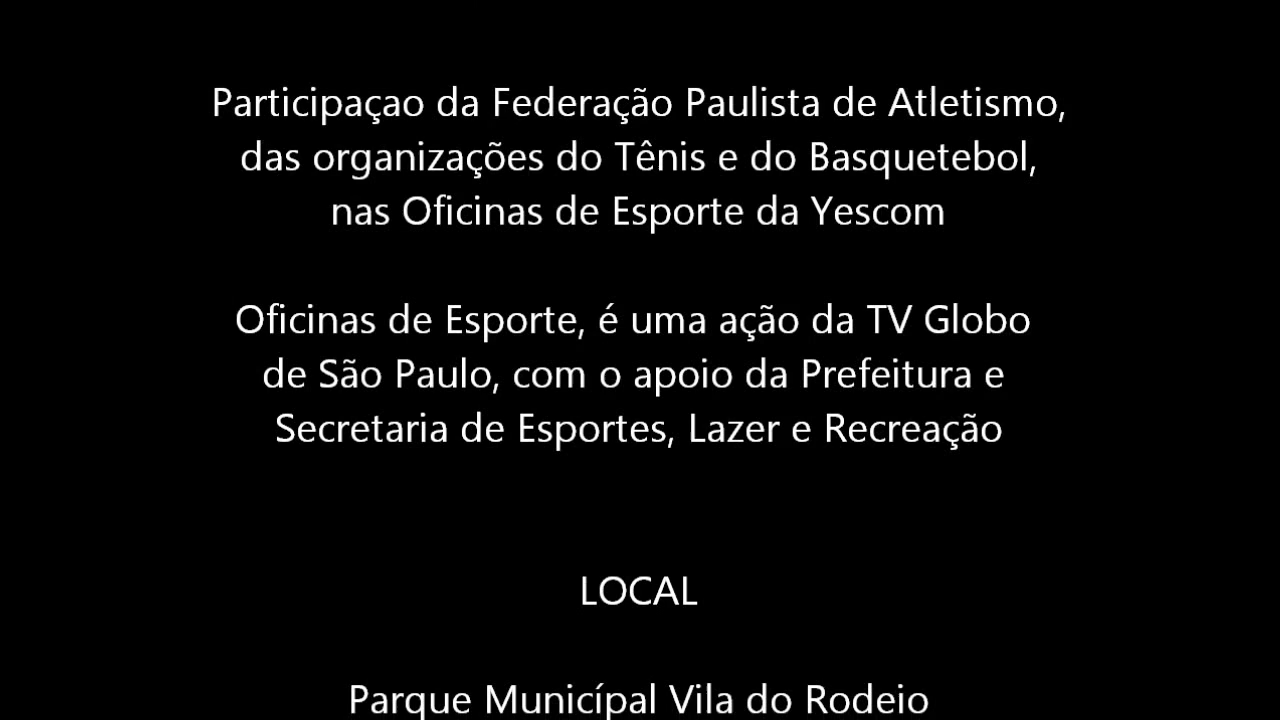 Participaçao da Federação Paulista de Atletismo,
das organizações do Tênis e do Basquetebol,
nas Oficinas de Esporte da Yescom
Oficinas de Esporte, é uma ação da TV Globo
de São Paulo, com o apoio da Prefeitura e
Secretaria de Esportes, Lazer e Recreação
LOCAL
Parque Municípal Vila do Rodeio